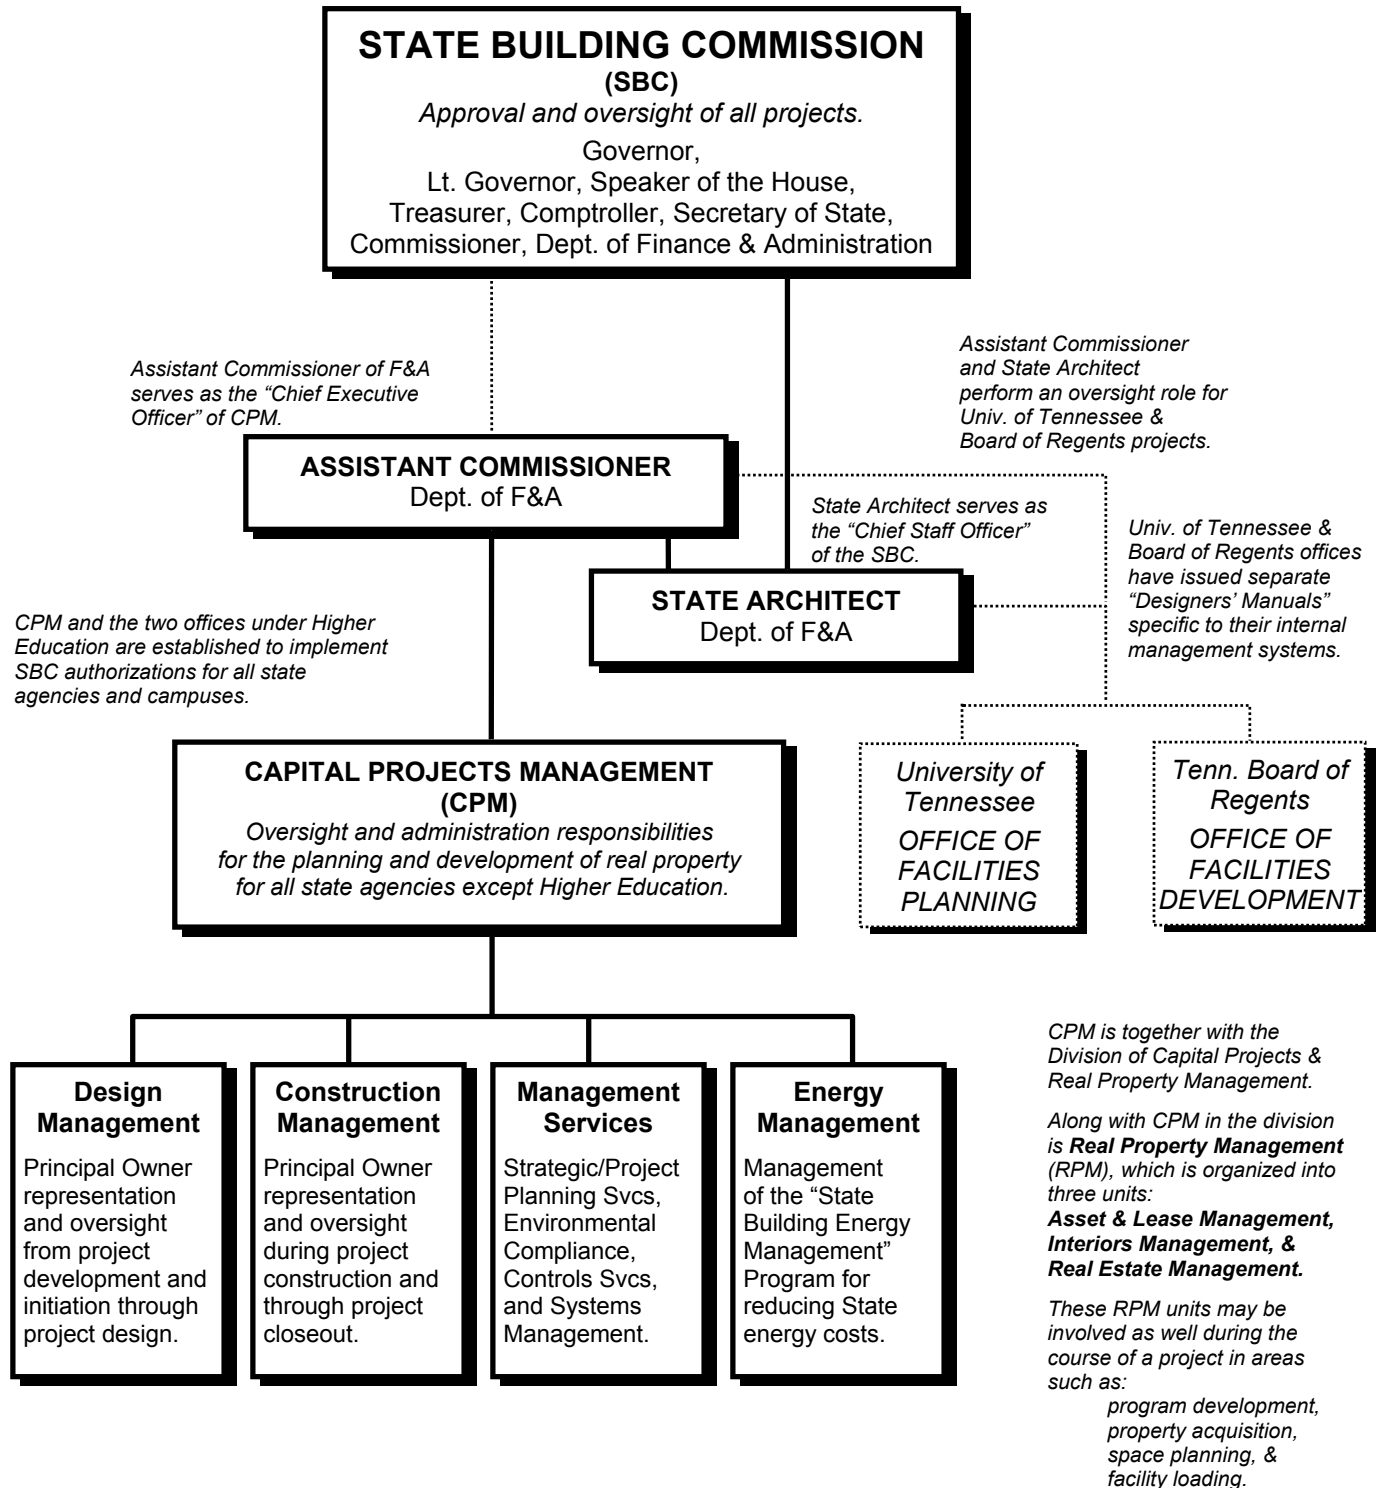 STATE BUILDING COMMISSION
(SBC)
Approval and oversight of all projects.
Governor,
Lt. Governor, Speaker of the House,
Treasurer, Comptroller, Secretary of State,
Commissioner, Dept. of Finance & Administration
Assistant Commissioner of F&A
serves as the “Chief Executive
Officer” of CPM.
Assistant Commissioner
and State Architect
perform an oversight role for
Univ. of Tennessee &
Board of Regents projects.
ASSISTANT COMMISSIONER
Dept. of F&A
State Architect serves as
the “Chief Staff Officer”
of the SBC.
Univ. of Tennessee &
Board of Regents offices
have issued separate
“Designers’ Manuals”
specific to their internal
management systems.
STATE ARCHITECT
Dept. of F&A
CPM and the two offices under Higher
Education are established to implement
SBC authorizations for all state
agencies and campuses.
CAPITAL PROJECTS MANAGEMENT
(CPM)
Oversight and administration responsibilities
for the planning and development of real property
for all state agencies except Higher Education.
University of
Tennessee
OFFICE OF
FACILITIES
PLANNING
Tenn. Board of
Regents
OFFICE OF
FACILITIES
DEVELOPMENT
Design
Management
Principal Owner
representation
and oversight
from project
development and
initiation through
project design.
Construction
Management
Principal Owner
representation
and oversight
during project
construction and
through project
closeout.
Management
Services
Strategic/Project
Planning Svcs,
Environmental
Compliance,
Controls Svcs,
and Systems
Management.
Energy
Management
Management
of the “State
Building Energy
Management”
Program for
reducing State
energy costs.
CPM is together with the
Division of Capital Projects &
Real Property Management.
Along with CPM in the division
is Real Property Management
(RPM), which is organized into
three units:
Asset & Lease Management,
Interiors Management, &
Real Estate Management.
These RPM units may be
involved as well during the
course of a project in areas
such as:
program development,
property acquisition,
space planning, &
facility loading.